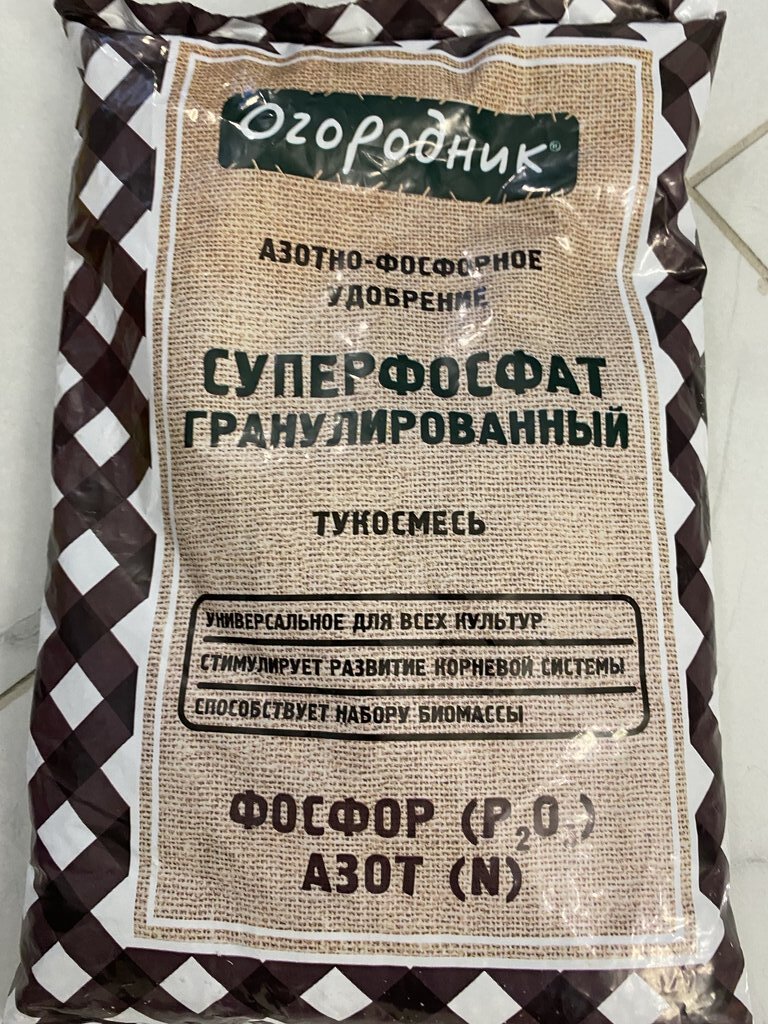 Огородник®
АЗОТНО-ФОСФОРНОЕ
УДОБРЕНИЕ
СУПЕРФОСФАТ
ГРАНУЛИРОВАННЫЙ
ТУКОСМЕСЬ
УНИВЕРСАЛЬНОЕ ДЛЯ ВСЕХ КУЛЬТУР
СТИМУЛИРУЕТ РАЗВИТИЕ КОРНЕВОЙ СИСТЕМЫ
СПОСОБСТВУЕТ НАБОРУ БИОМАССЫ
ФОСФОР (P₂O₅)
АЗОТ (N)